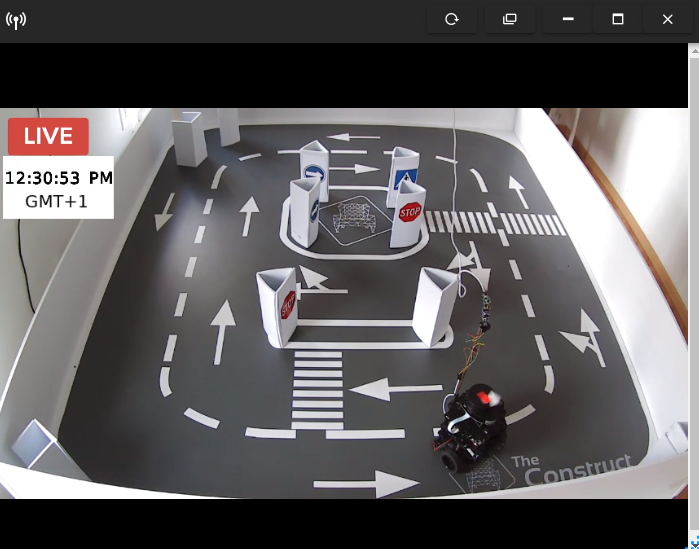 LIVE
12:30:53 PM
GMT+1
STOP
STOP
The
Construct